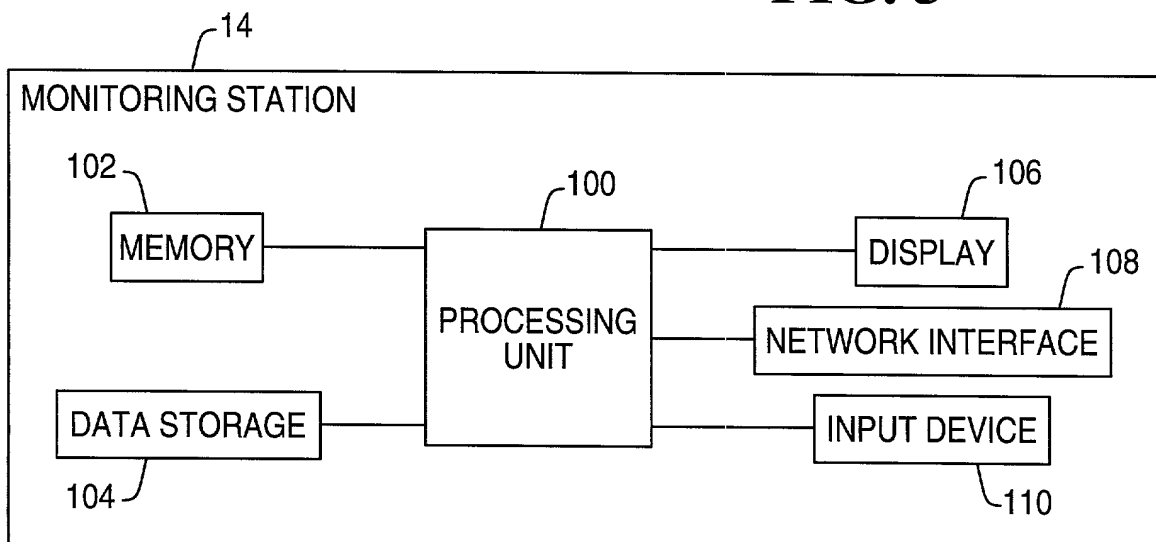 14
MONITORING STATION
102
100
106
MEMORY
DISPLAY
108
PROCESSING
UNIT
NETWORK INTERFACE
DATA STORAGE
INPUT DEVICE
104
110